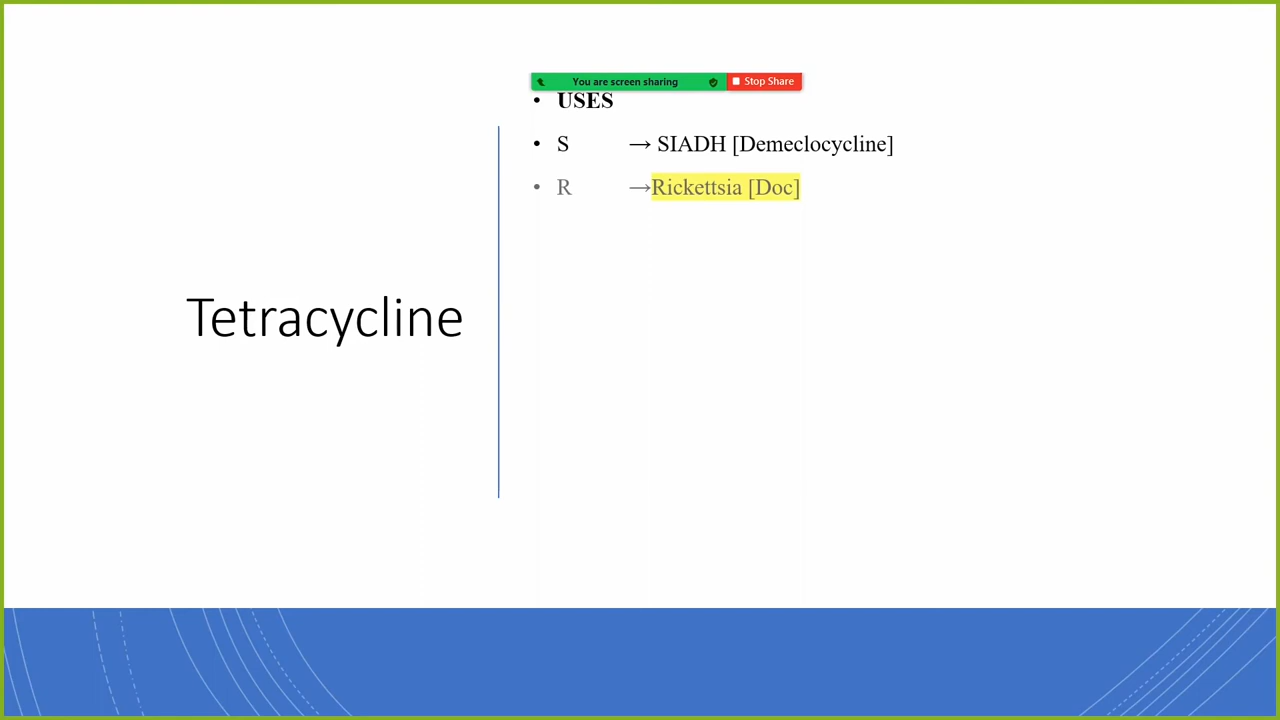 You are screen sharing Stop Share
• USES
• S → SIADH [Demeclocycline]
• R →Rickettsia [Doc]
Tetracycline